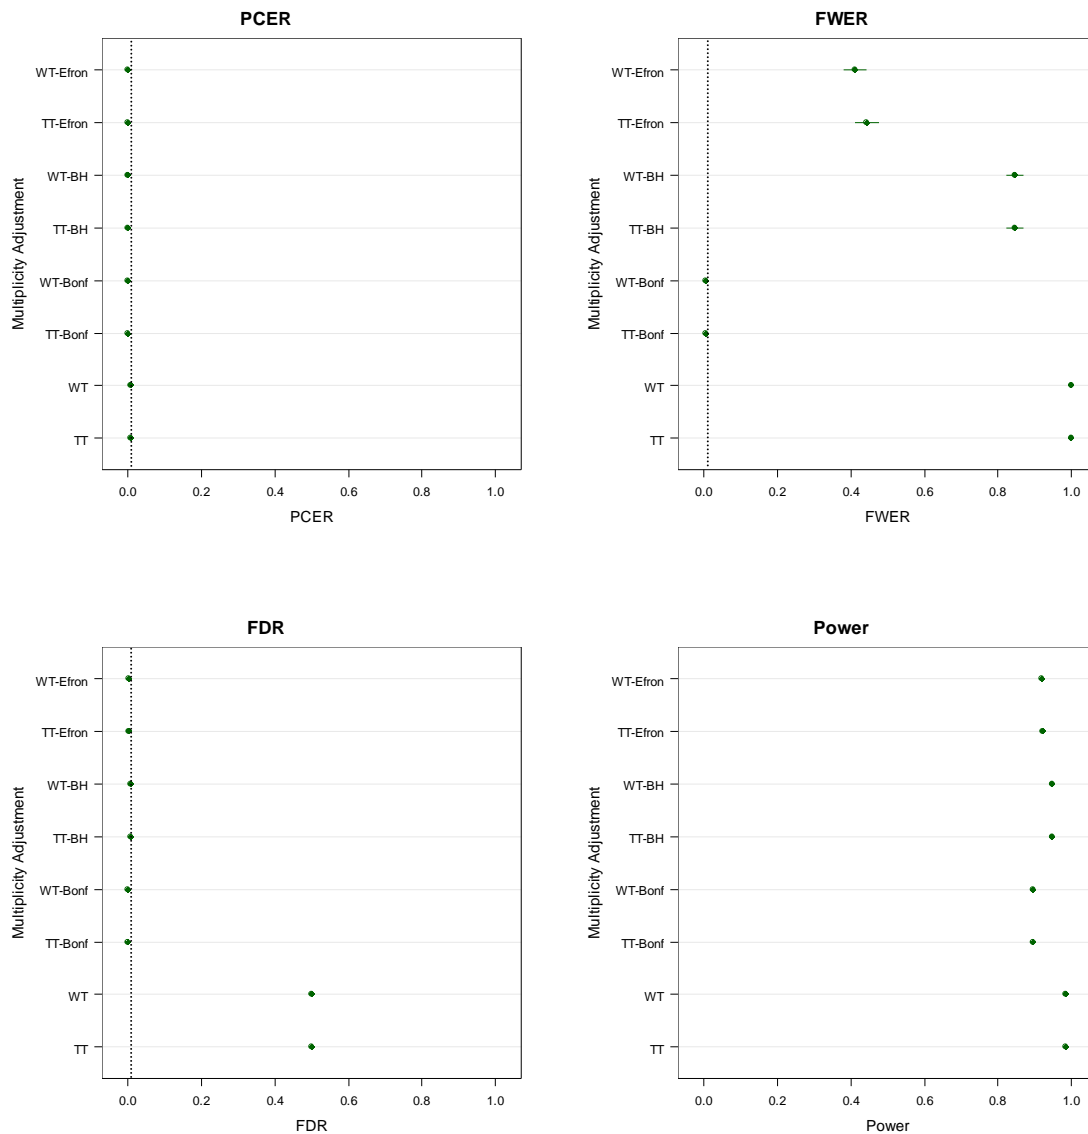 PCER
Multiplicity Adjustment
WT-Efron
TT-Efron
WT-BH
TT-BH
WT-Bonf
TT-Bonf
WT
TT
0.0 0.2 0.4 0.6 0.8 1.0
PCER
FWER
Multiplicity Adjustment
WT-Efron
TT-Efron
WT-BH
TT-BH
WT-Bonf
TT-Bonf
WT
TT
0.0 0.2 0.4 0.6 0.8 1.0
FWER
FDR
Multiplicity Adjustment
WT-Efron
TT-Efron
WT-BH
TT-BH
WT-Bonf
TT-Bonf
WT
TT
0.0 0.2 0.4 0.6 0.8 1.0
FDR
Power
Multiplicity Adjustment
WT-Efron
TT-Efron
WT-BH
TT-BH
WT-Bonf
TT-Bonf
WT
TT
0.0 0.2 0.4 0.6 0.8 1.0
Power